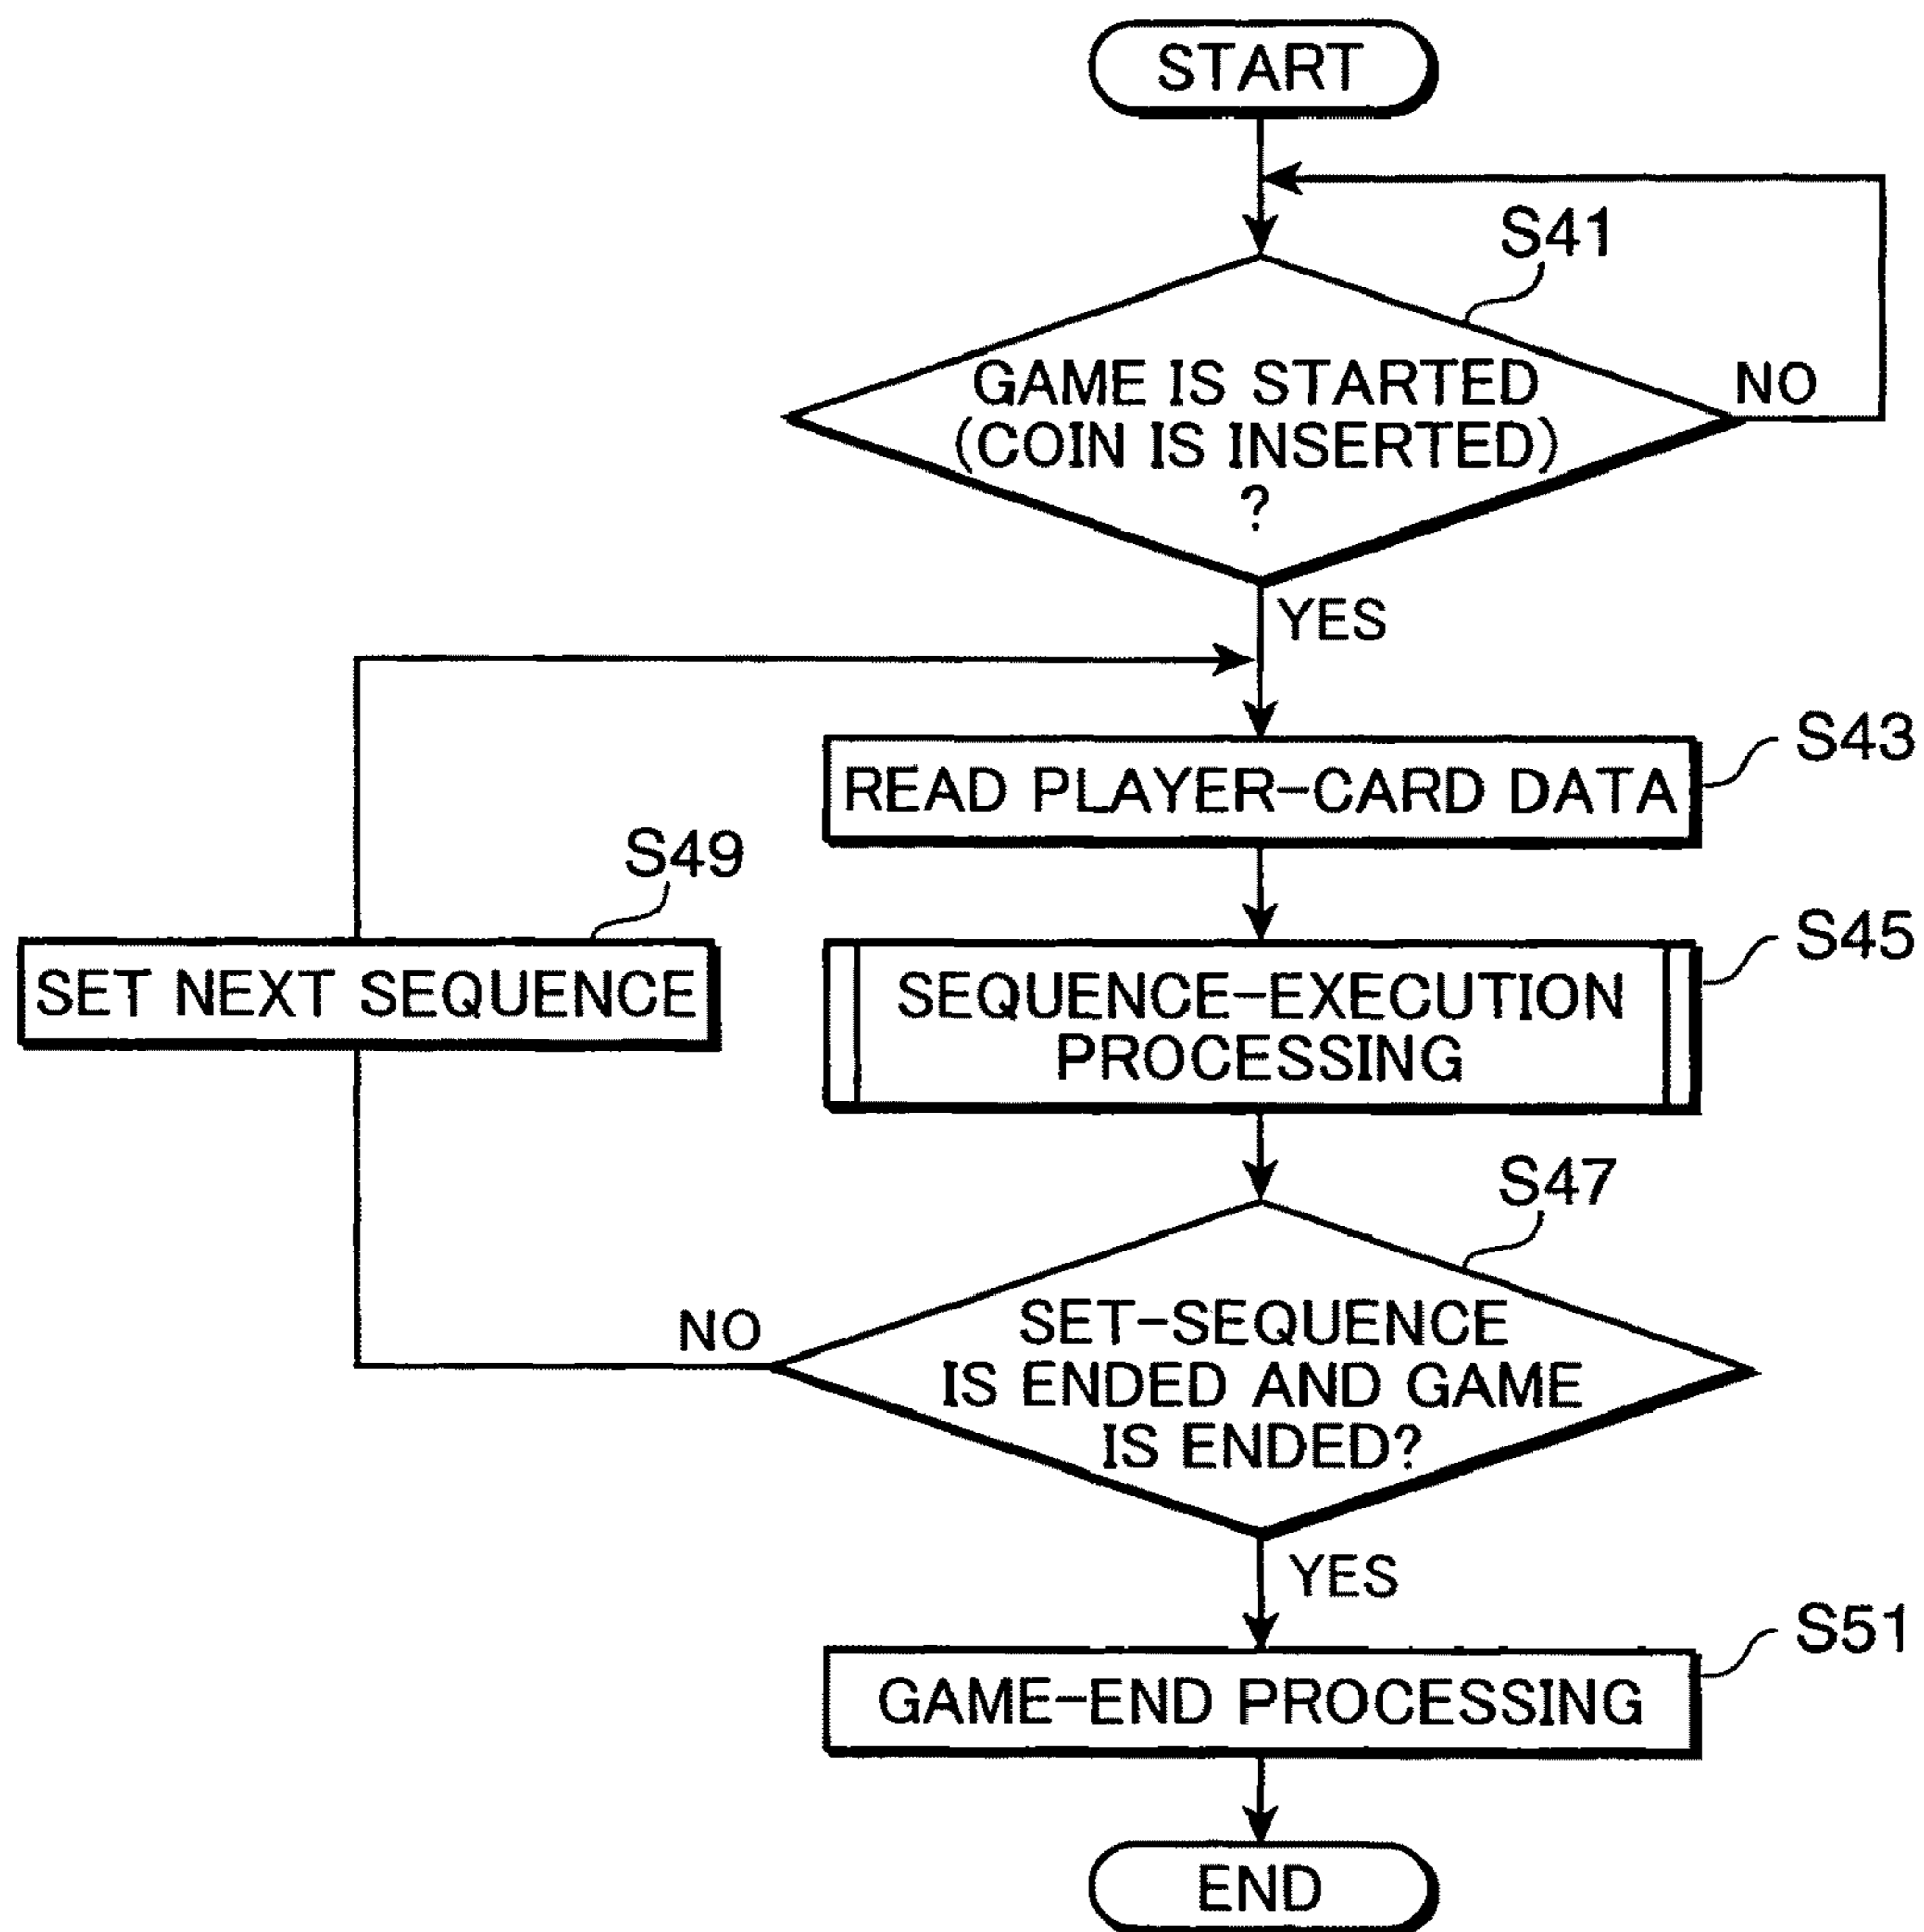 START
S41
GAME IS STARTED
(COIN IS INSERTED)
?
NO
YES
READ PLAYER-CARD DATA
S43
S49
SET NEXT SEQUENCE
SEQUENCE-EXECUTION
PROCESSING
S45
S47
SET-SEQUENCE
IS ENDED AND GAME
IS ENDED?
NO
YES
S51
GAME-END PROCESSING
END